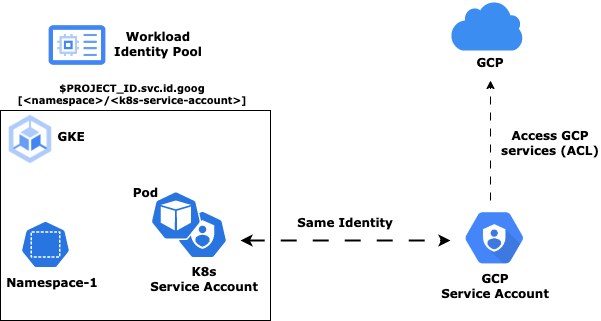 Workload
Identity Pool
$PROJECT_ID.svc.id.goog
[<namespace>/<k8s-service-account>]
GKE
Pod
Namespace-1
K8s
Service Account
Same Identity
GCP
Access GCP
services (ACL)
GCP
Service Account